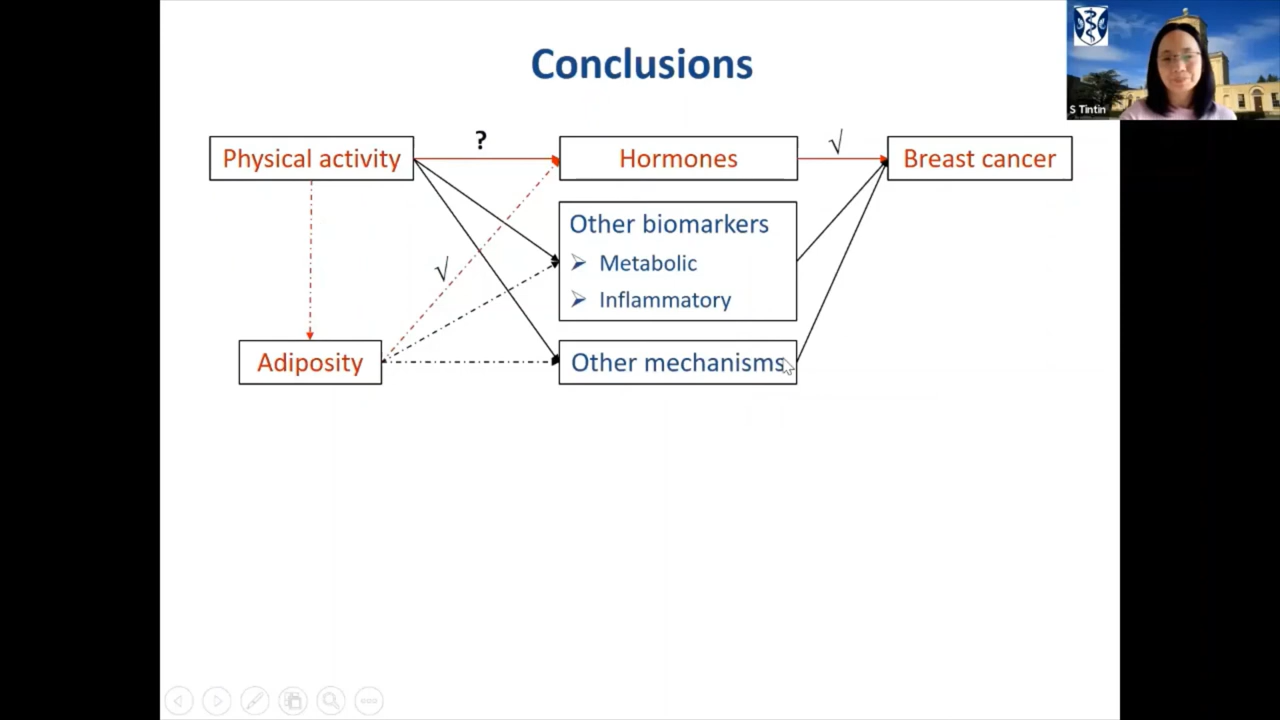 Conclusions
S Tintin
Physical activity
?
Hormones
√
Breast cancer
Other biomarkers
➢ Metabolic
➢ Inflammatory
√
Adiposity
Other mechanisms